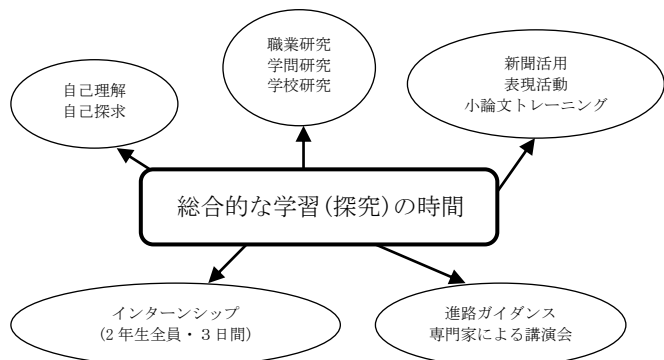 職業研究
学問研究
学校研究
新聞活用
表現活動
小論文トレーニング
自己理解
自己探求
総合的な学習(探究)の時間
インターンシップ
(2年生全員・3日間)
進路ガイダンス
専門家による講演会